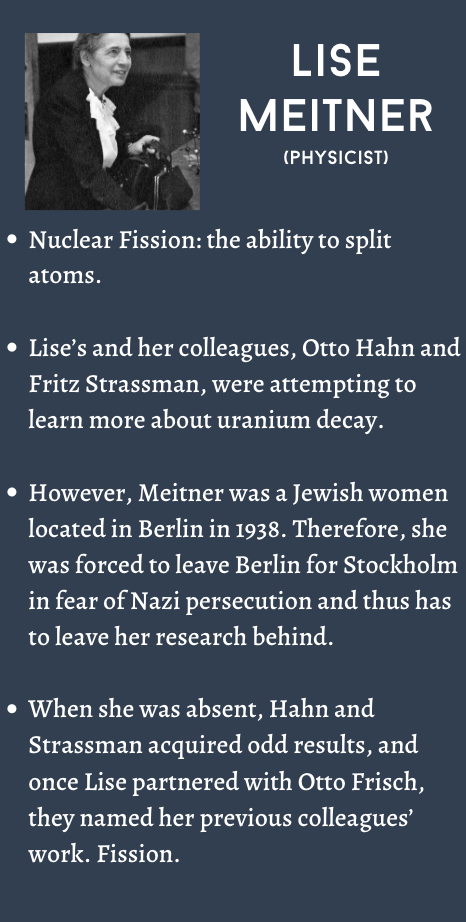 LISE
MEITNER
(PHYSICIST)
• Nuclear Fission: the ability to split
atoms.
• Lise's and her colleagues, Otto Hahn and
Fritz Strassman, were attempting to
learn more about uranium decay.
• However, Meitner was a Jewish women
located in Berlin in 1938. Therefore, she
was forced to leave Berlin for Stockholm
in fear of Nazi persecution and thus has
to leave her research behind.
• When she was absent, Hahn and
Strassman acquired odd results, and
once Lise partnered with Otto Frisch,
they named her previous colleagues'
work. Fission.